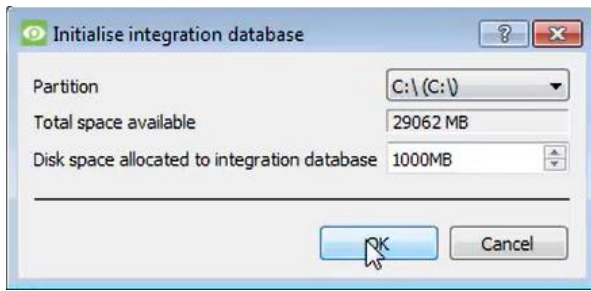 Initialise integration database
Partition C:\ (C:\)
Total space available 29062 MB
Disk space allocated to integration database 1000MB
OK Cancel